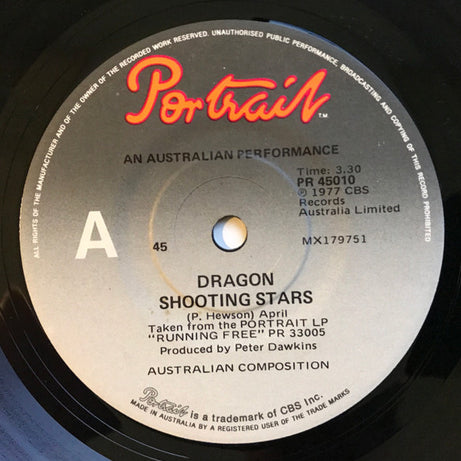 ALL RIGHTS OF THE MANUFACTURER AND OF THE OWNER OF THE RECORDED WORK RESERVED. UNAUTHORISED PUBLIC PERFORMANCE, BROADCASTING AND COPYING OF THIS RECORD PROHIBITED
Portrait
T.M.
AN AUSTRALIAN PERFORMANCE
Time: 3.30
PR 45010
℗ 1977 CBS
Records
Australia Limited
A
45
MX179751
DRAGON
SHOOTING STARS
(P. Hewson) April
Taken from the PORTRAIT LP
"RUNNING FREE" PR 33005
Produced by Peter Dawkins
AUSTRALIAN COMPOSITION
Portrait is a trademark of CBS Inc.
MADE IN AUSTRALIA BY A REGISTERED USER OF THE TRADE MARKS